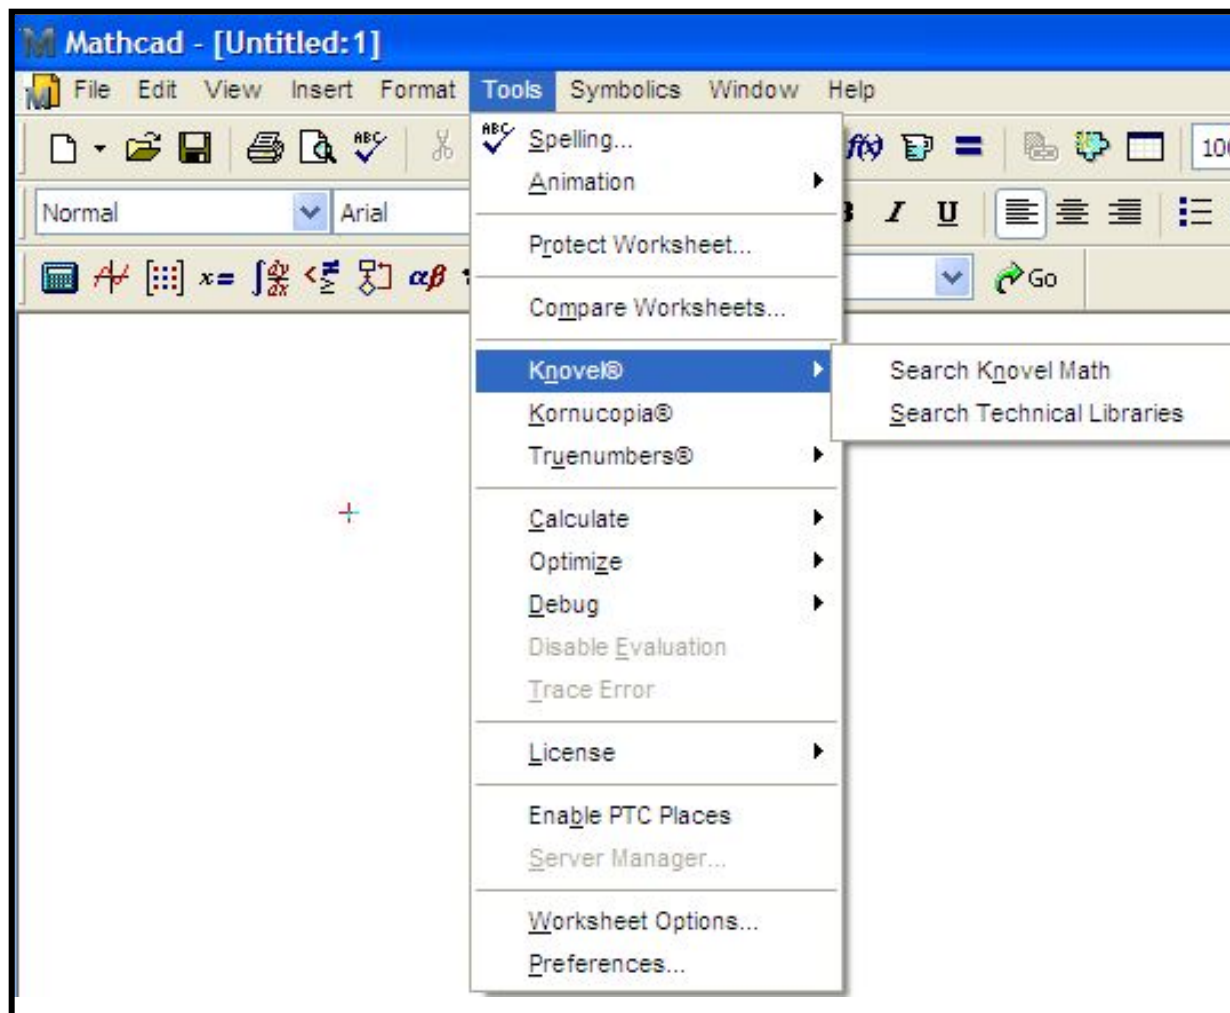 Mathcad - [Untitled:1]
File Edit View Insert Format Tools Symbolics Window Help
Spelling...
Animation
Normal Arial
Protect Worksheet...
Go
Compare Worksheets...
Knovel® Search Knovel Math
Kornucopia® Search Technical Libraries
Truenumbers®
Calculate
Optimize
Debug
Disable Evaluation
Trace Error
License
Enable PTC Places
Server Manager...
Worksheet Options...
Preferences...